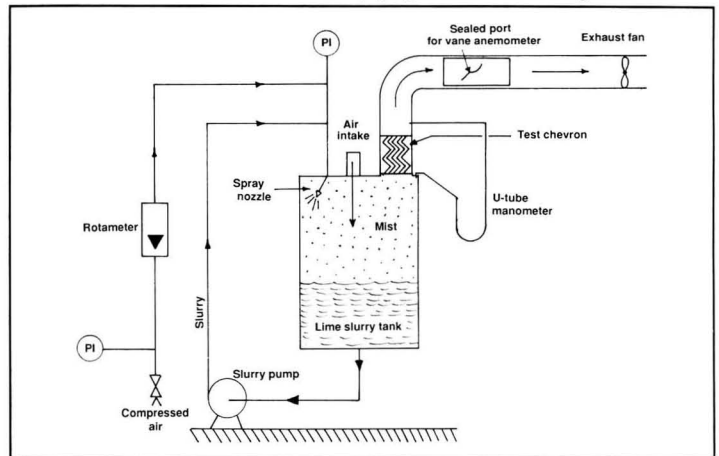 Sealed port
for vane anemometer
Exhaust fan
PI
Air
intake
Test chevron
Spray
nozzle
U-tube
manometer
Rotameter
Mist
Slurry
Lime slurry tank
PI
Slurry pump
Compressed
air